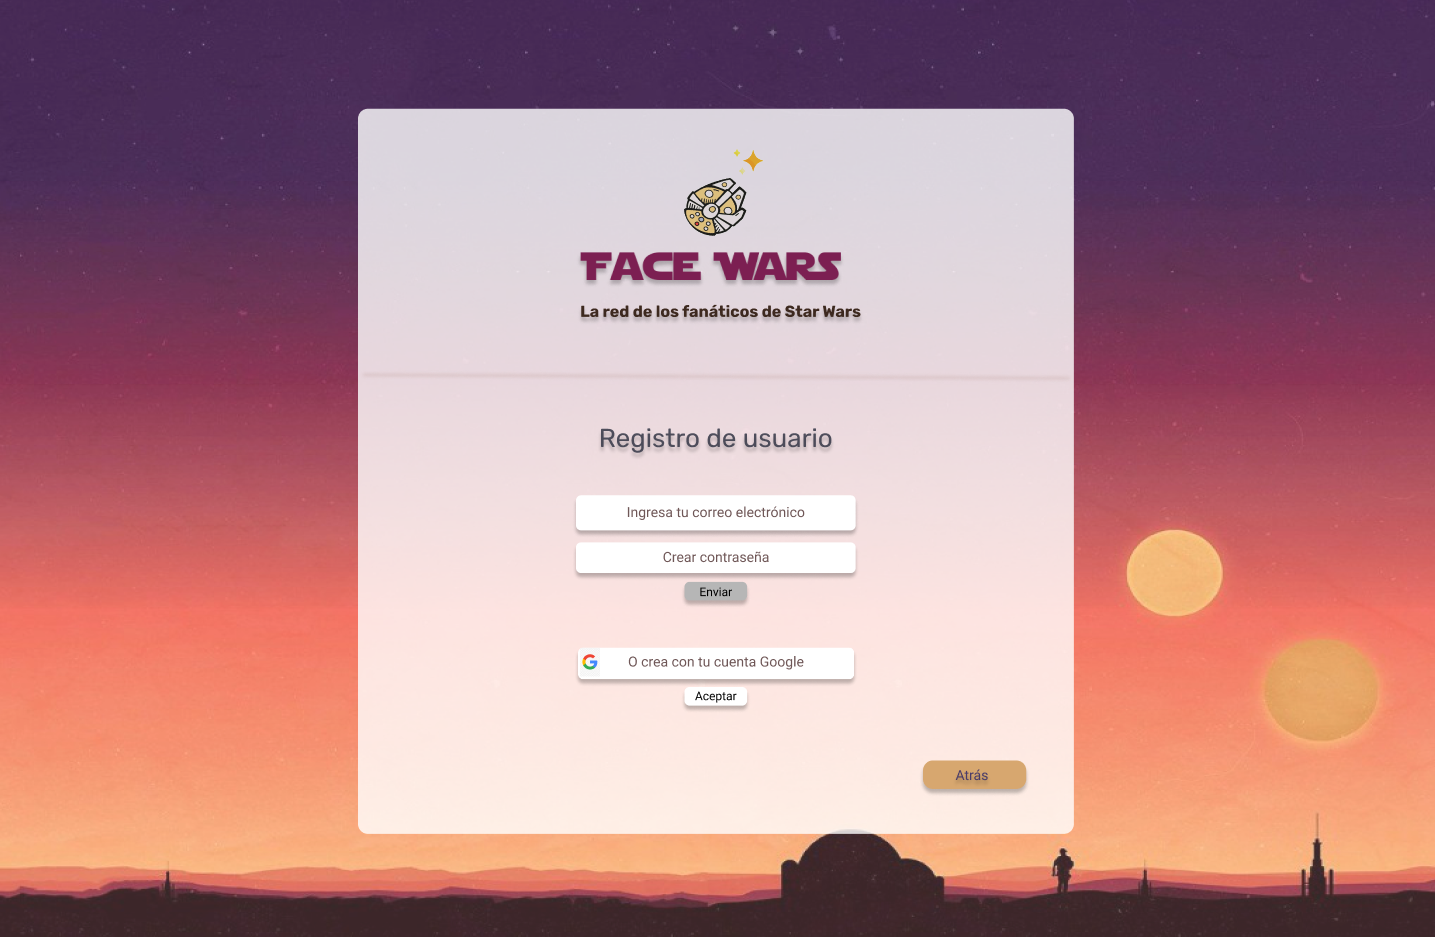 FACE WARS
La red de los fanáticos de Star Wars
Registro de usuario
Ingresa tu correo electrónico
Crear contraseña
Enviar
O crea con tu cuenta Google
Aceptar
Atrás